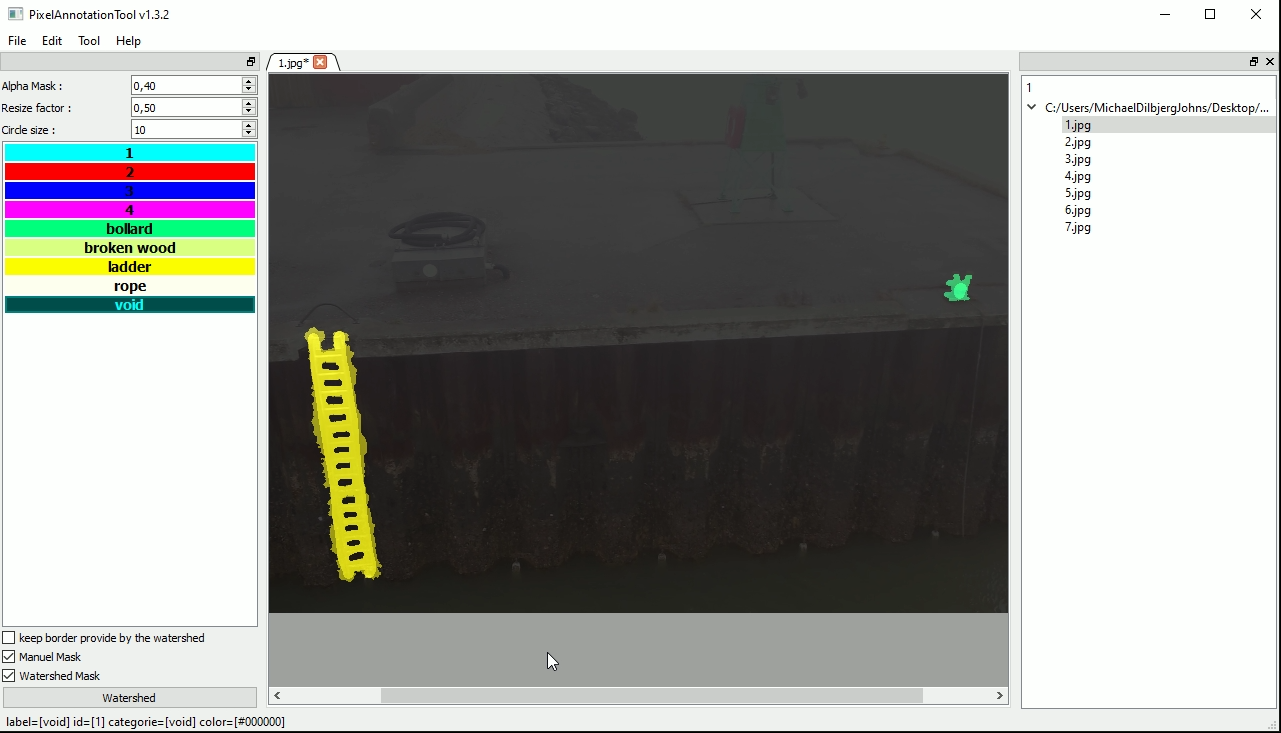 PixelAnnotationTool v1.3.2
File Edit Tool Help
1.jpg*
Alpha Mask : 0,40
Resize factor : 0,50
Circle size : 10
1
2
3
4
bollard
broken wood
ladder
rope
void
1
C:/Users/MichaelDilbjergJohns/Desktop/...
1.jpg
2.jpg
3.jpg
4.jpg
5.jpg
6.jpg
7.jpg
keep border provide by the watershed
Manuel Mask
Watershed Mask
Watershed
label=[void] id=[1] categorie=[void] color=[#000000]